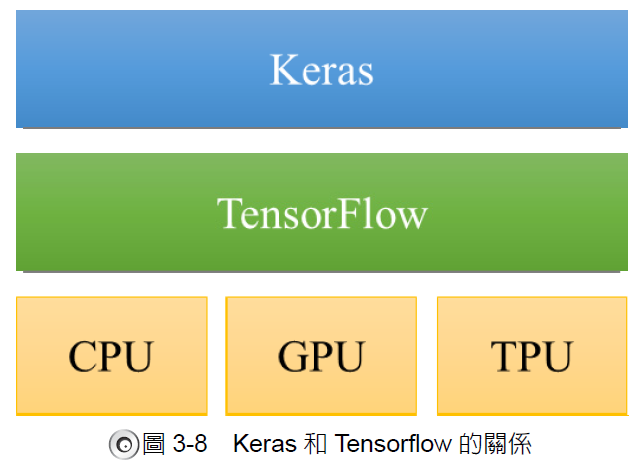 Keras
TensorFlow
CPU GPU TPU
圖 3-8 Keras 和 Tensorflow 的關係